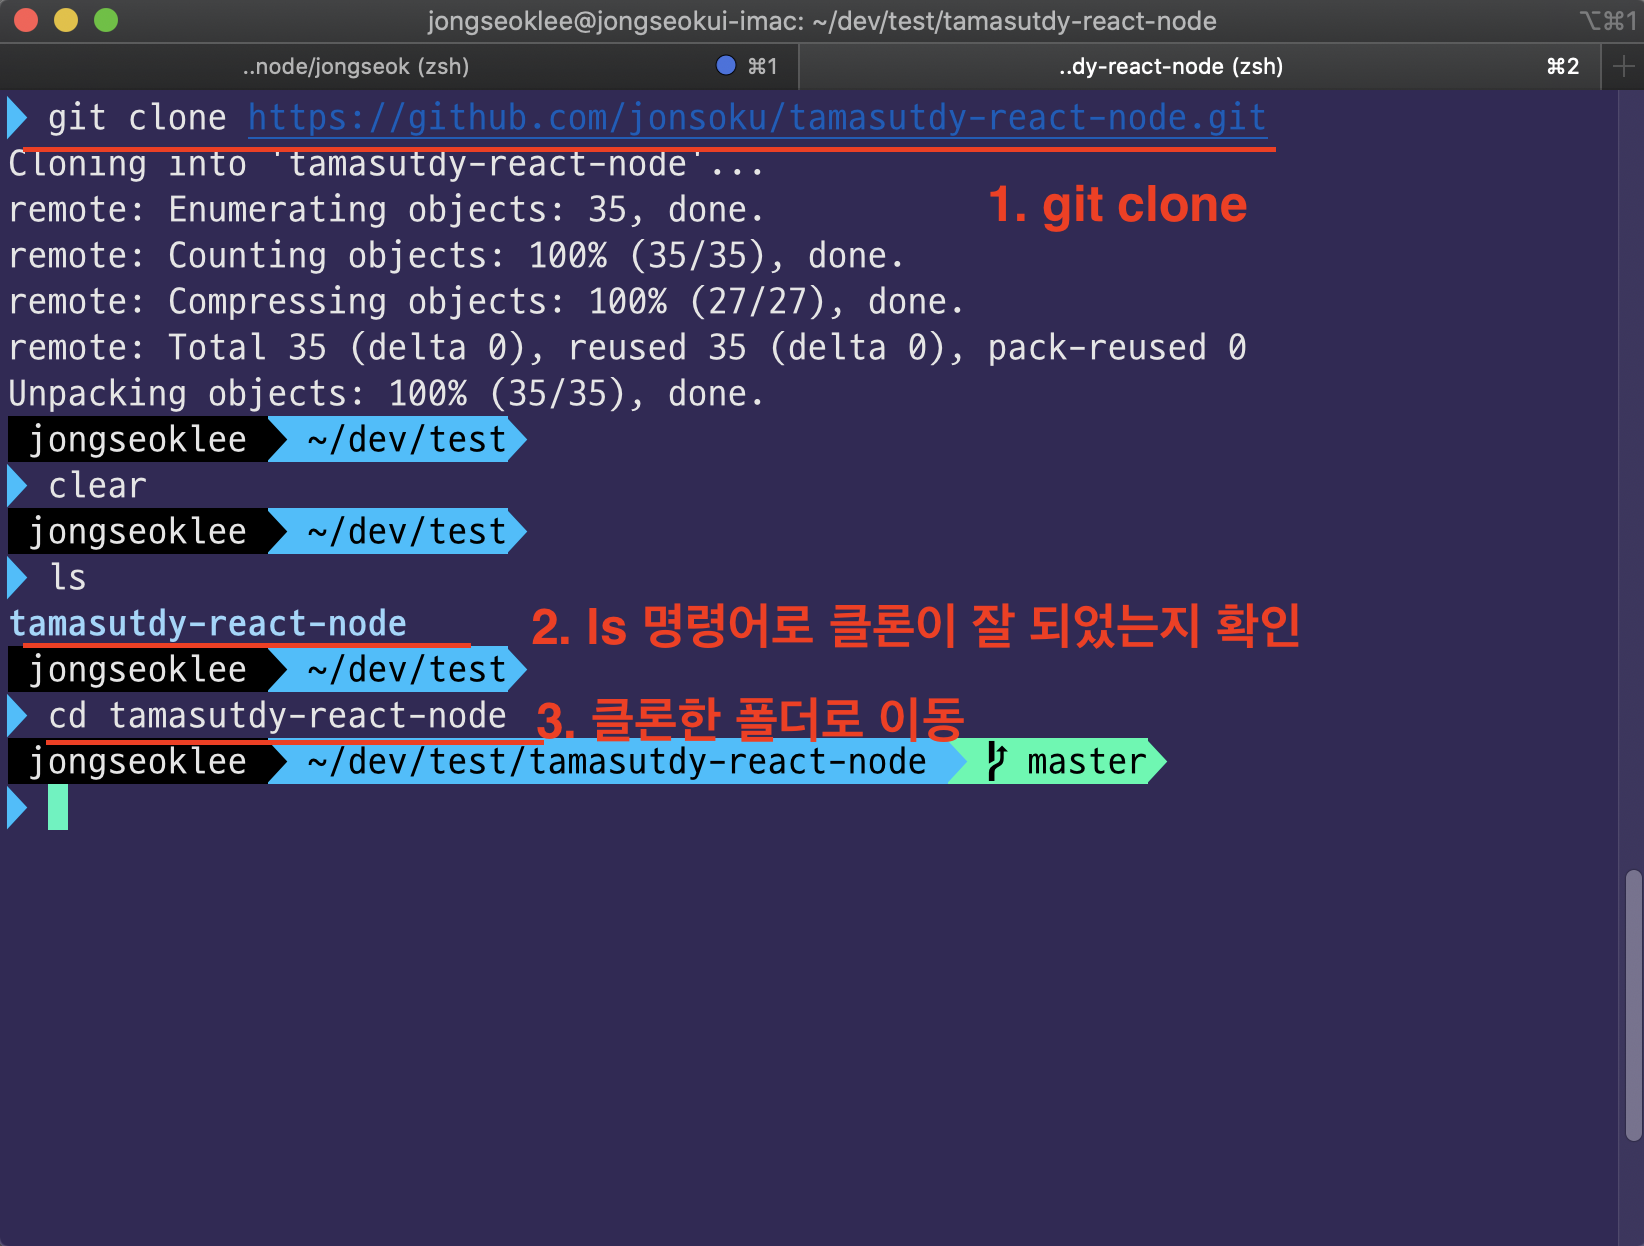 jongseoklee@jongseokui-imac: ~/dev/test/tamasutdy-react-node ⌥⌘1
..node/jongseok (zsh) ⌘1 ..dy-react-node (zsh) ⌘2 +
git clone https://github.com/jonsoku/tamasutdy-react-node.git
Cloning into 'tamasutdy-react-node'...
1. git clone
remote: Enumerating objects: 35, done.
remote: Counting objects: 100% (35/35), done.
remote: Compressing objects: 100% (27/27), done.
remote: Total 35 (delta 0), reused 35 (delta 0), pack-reused 0
Unpacking objects: 100% (35/35), done.
jongseoklee ~/dev/test
clear
jongseoklee ~/dev/test
ls
tamasutdy-react-node 2. ls 명령어로 클론이 잘 되었는지 확인
jongseoklee ~/dev/test
cd tamasutdy-react-node 3. 클론한 폴더로 이동
jongseoklee ~/dev/test/tamasutdy-react-node master